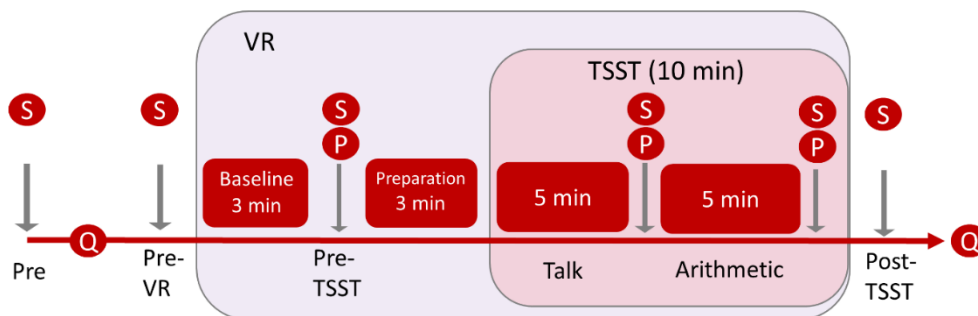 VR
TSST (10 min)
S
S
S
P
S
P
S
P
S
Baseline
3 min
Preparation
3 min
5 min
5 min
Q
Q
Pre
Pre-
VR
Pre-
TSST
Talk
Arithmetic
Post-
TSST